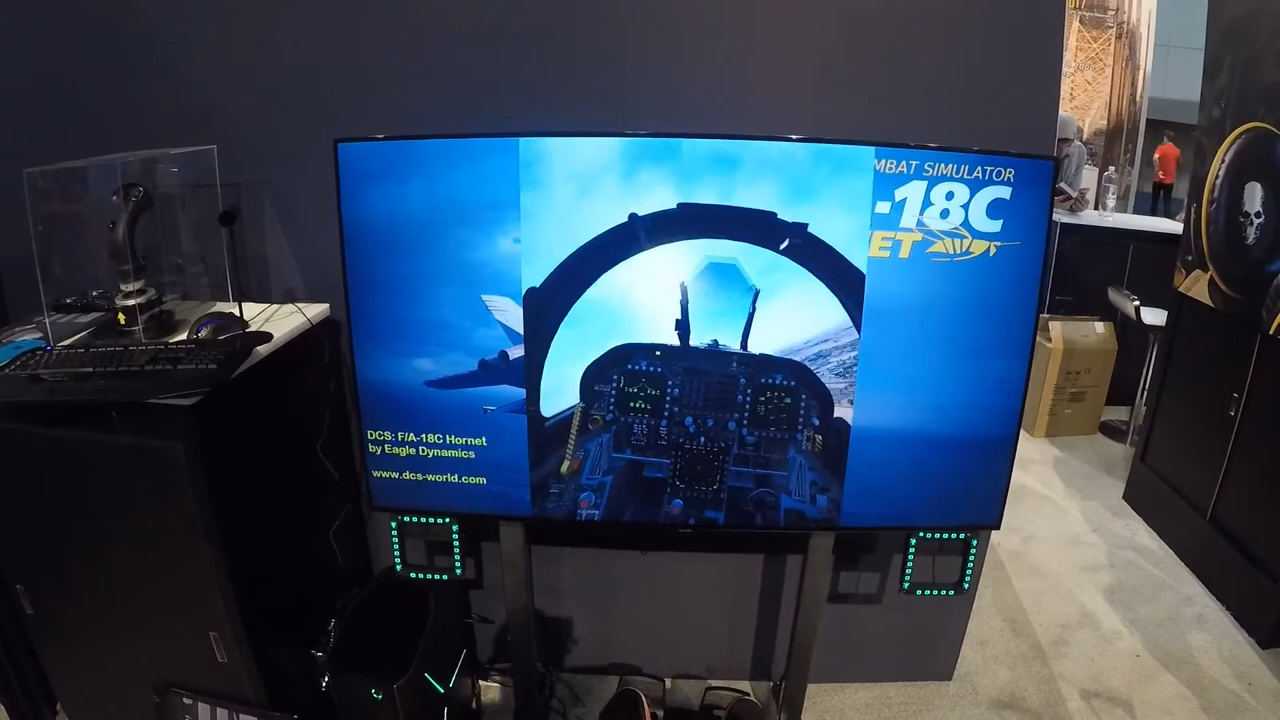 MBAT SIMULATOR
-18C
ET
DCS: F/A-18C Hornet
by Eagle Dynamics
www.dcs-world.com